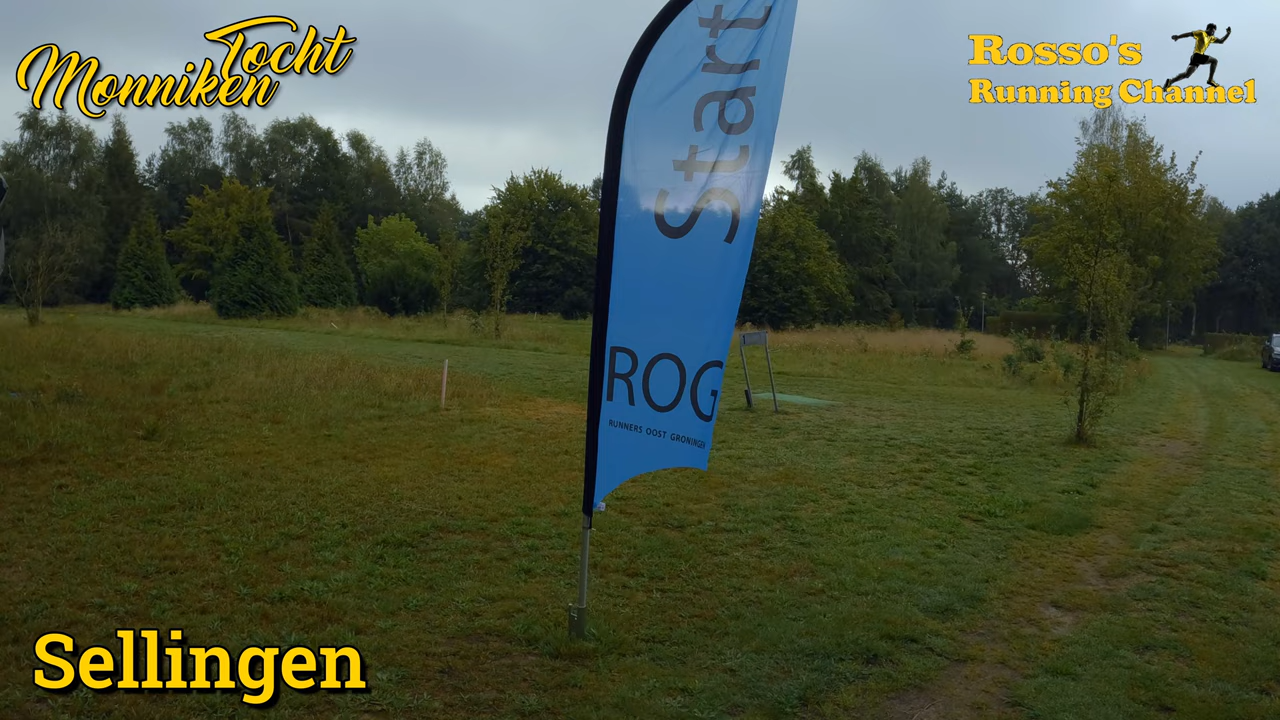 Monniken Tocht
Rosso's
Running Channel
Start
ROG
RUNNERS OOST GRONINGEN
Sellingen